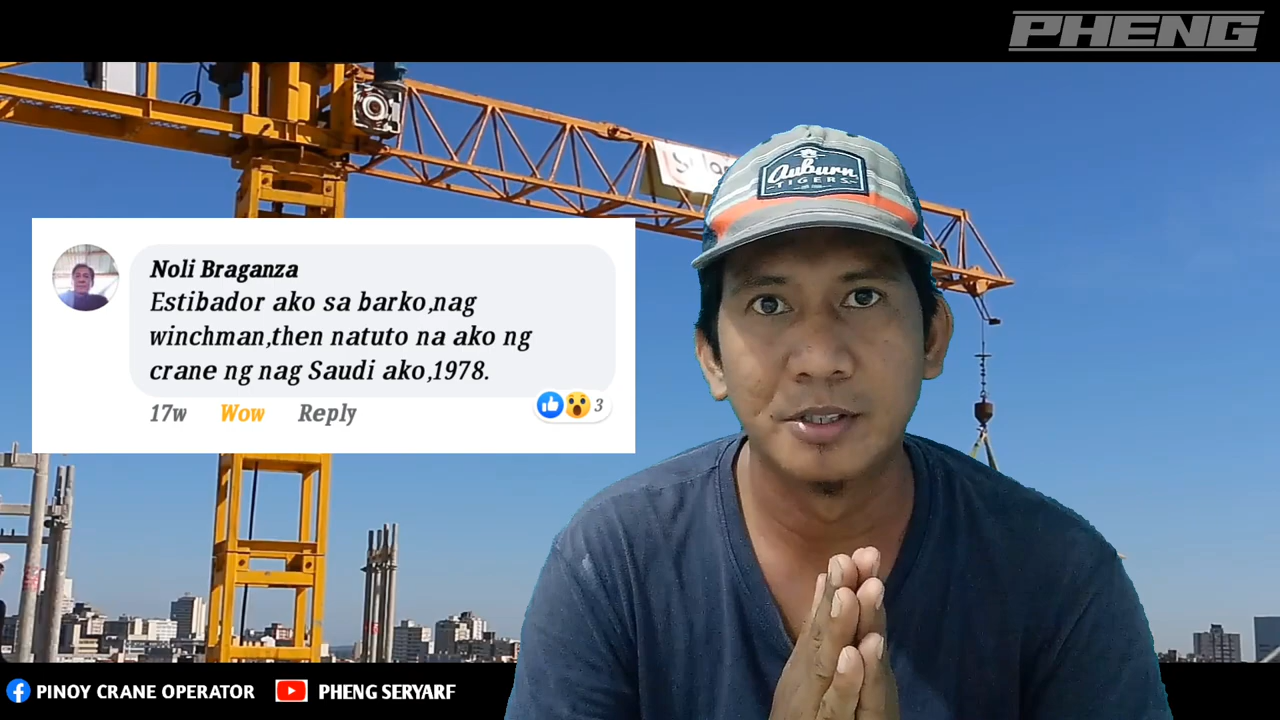 PHENG
Auburn
TIGERS
Noli Braganza
Estibador ako sa barko,nag
winchman,then natuto na ako ng
crane ng nag Saudi ako,1978.
17w Wow Reply 3
PINOY CRANE OPERATOR PHENG SERYARF